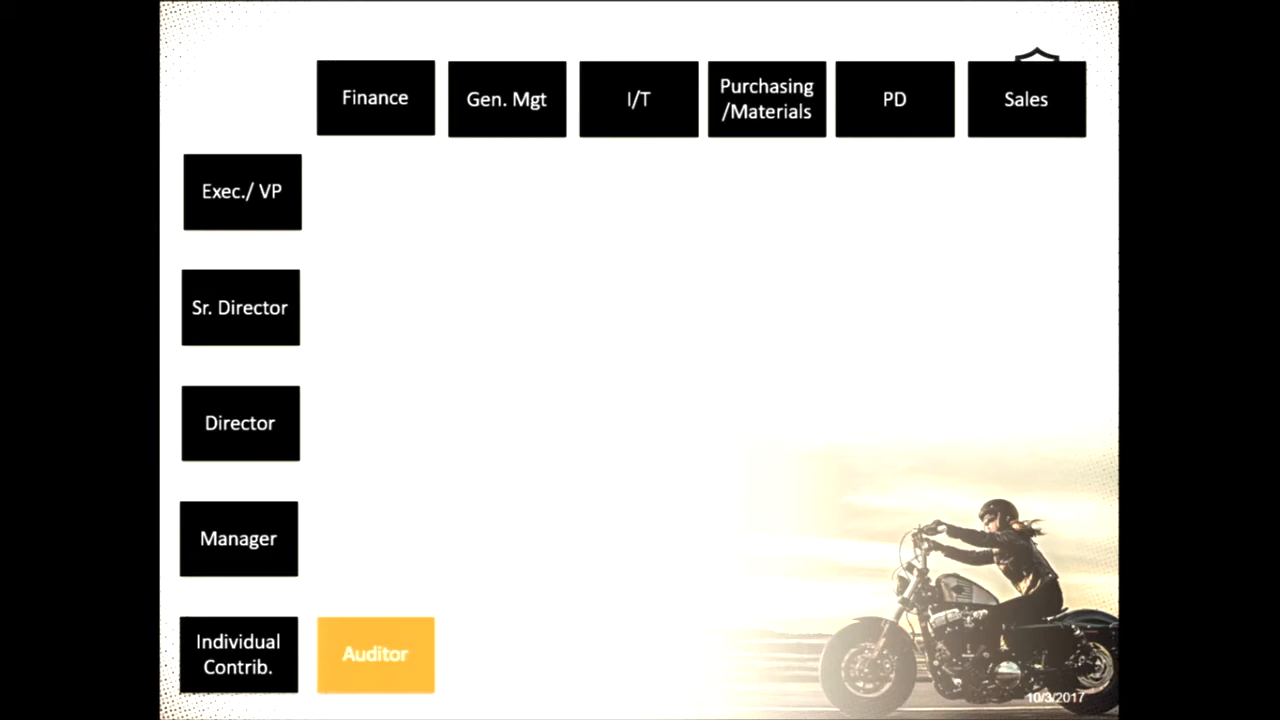 Finance
Gen. Mgt
I/T
Purchasing
/Materials
PD
Sales
Exec./ VP
Sr. Director
Director
Manager
Individual
Contrib.
Auditor
10/3/2017